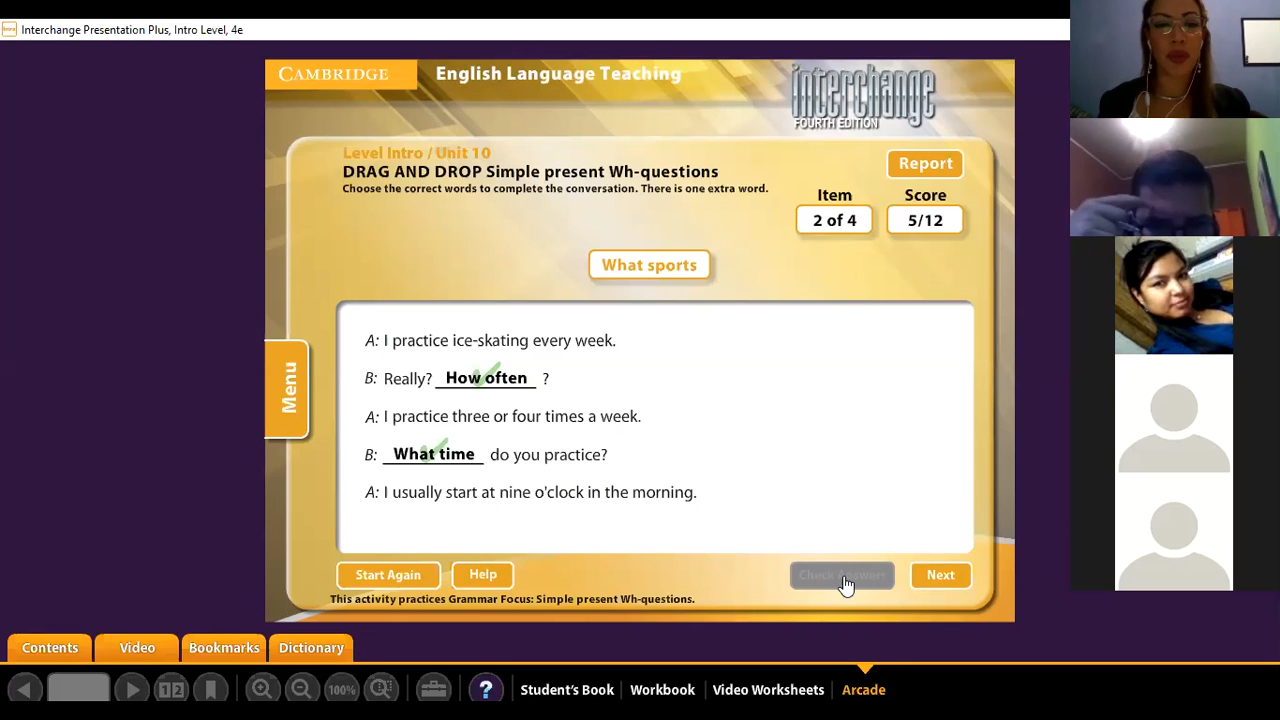 Interchange Presentation Plus, Intro Level, 4e
CAMBRIDGE English Language Teaching
interchange
FOURTH EDITION
Level Intro / Unit 10
DRAG AND DROP Simple present Wh-questions
Choose the correct words to complete the conversation. There is one extra word.
Report
Item Score
2 of 4 5/12
What sports
A: I practice ice-skating every week.
B: Really? How often ?
A: I practice three or four times a week.
B: What time do you practice?
A: I usually start at nine o'clock in the morning.
Menu
Start Again Help Check Answers Next
This activity practices Grammar Focus: Simple present Wh-questions.
Contents Video Bookmarks Dictionary
1 2 100% ? Student's Book Workbook Video Worksheets Arcade